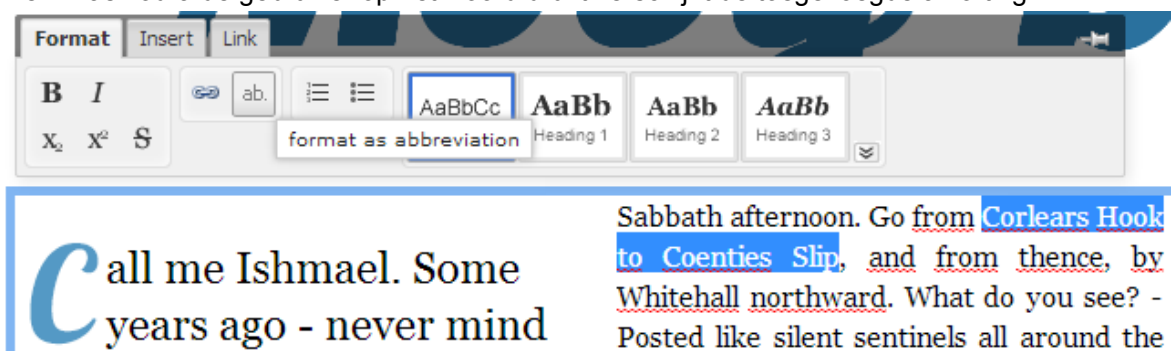 Format Insert Link
B I ab. AaBbCc AaBb AaBb AaBb
X₂ X² S format as abbreviation Heading 1 Heading 2 Heading 3
Call me Ishmael. Some
years ago - never mind
Sabbath afternoon. Go from Corlears Hook
to Coenties Slip, and from thence, by
Whitehall northward. What do you see? -
Posted like silent sentinels all around the